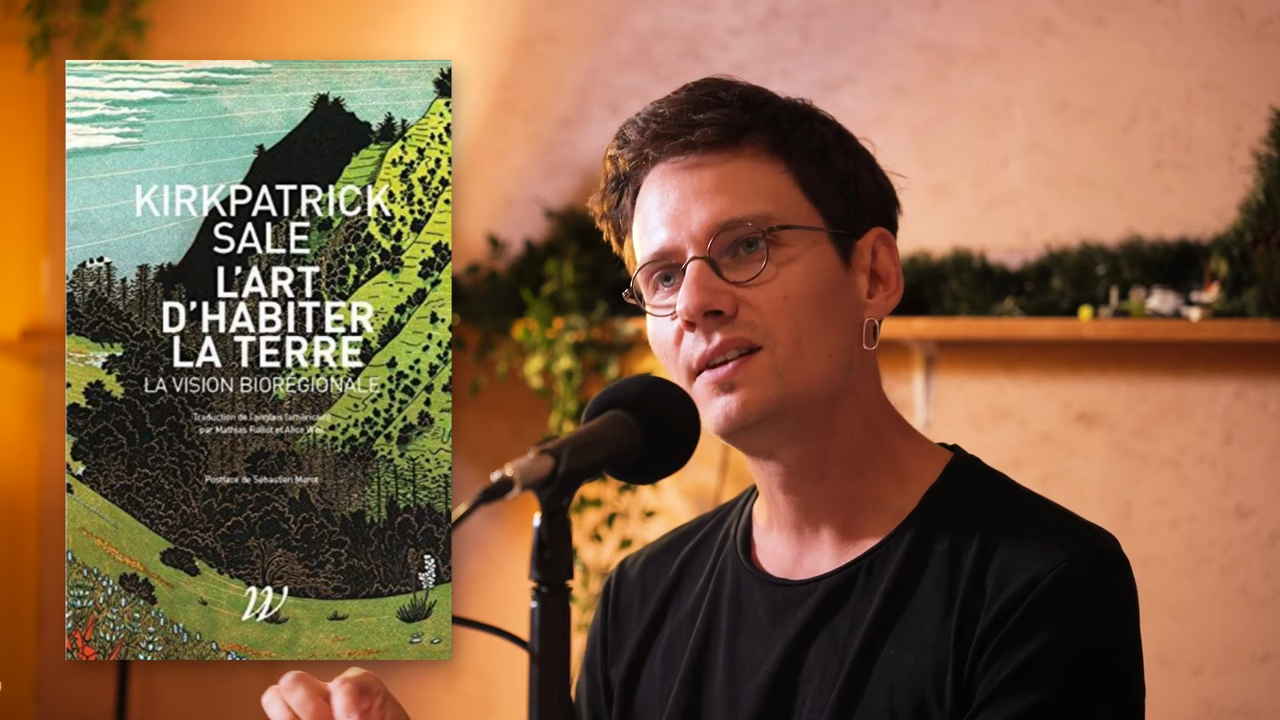 KIRKPATRICK
SALE
L'ART
D'HABITER
LA TERRE
LA VISION BIORÉGIONALE
Traduction de l'anglais (américain)
par Mathias Rollot et Alice Weil
Postface de Sébastien Marot
W